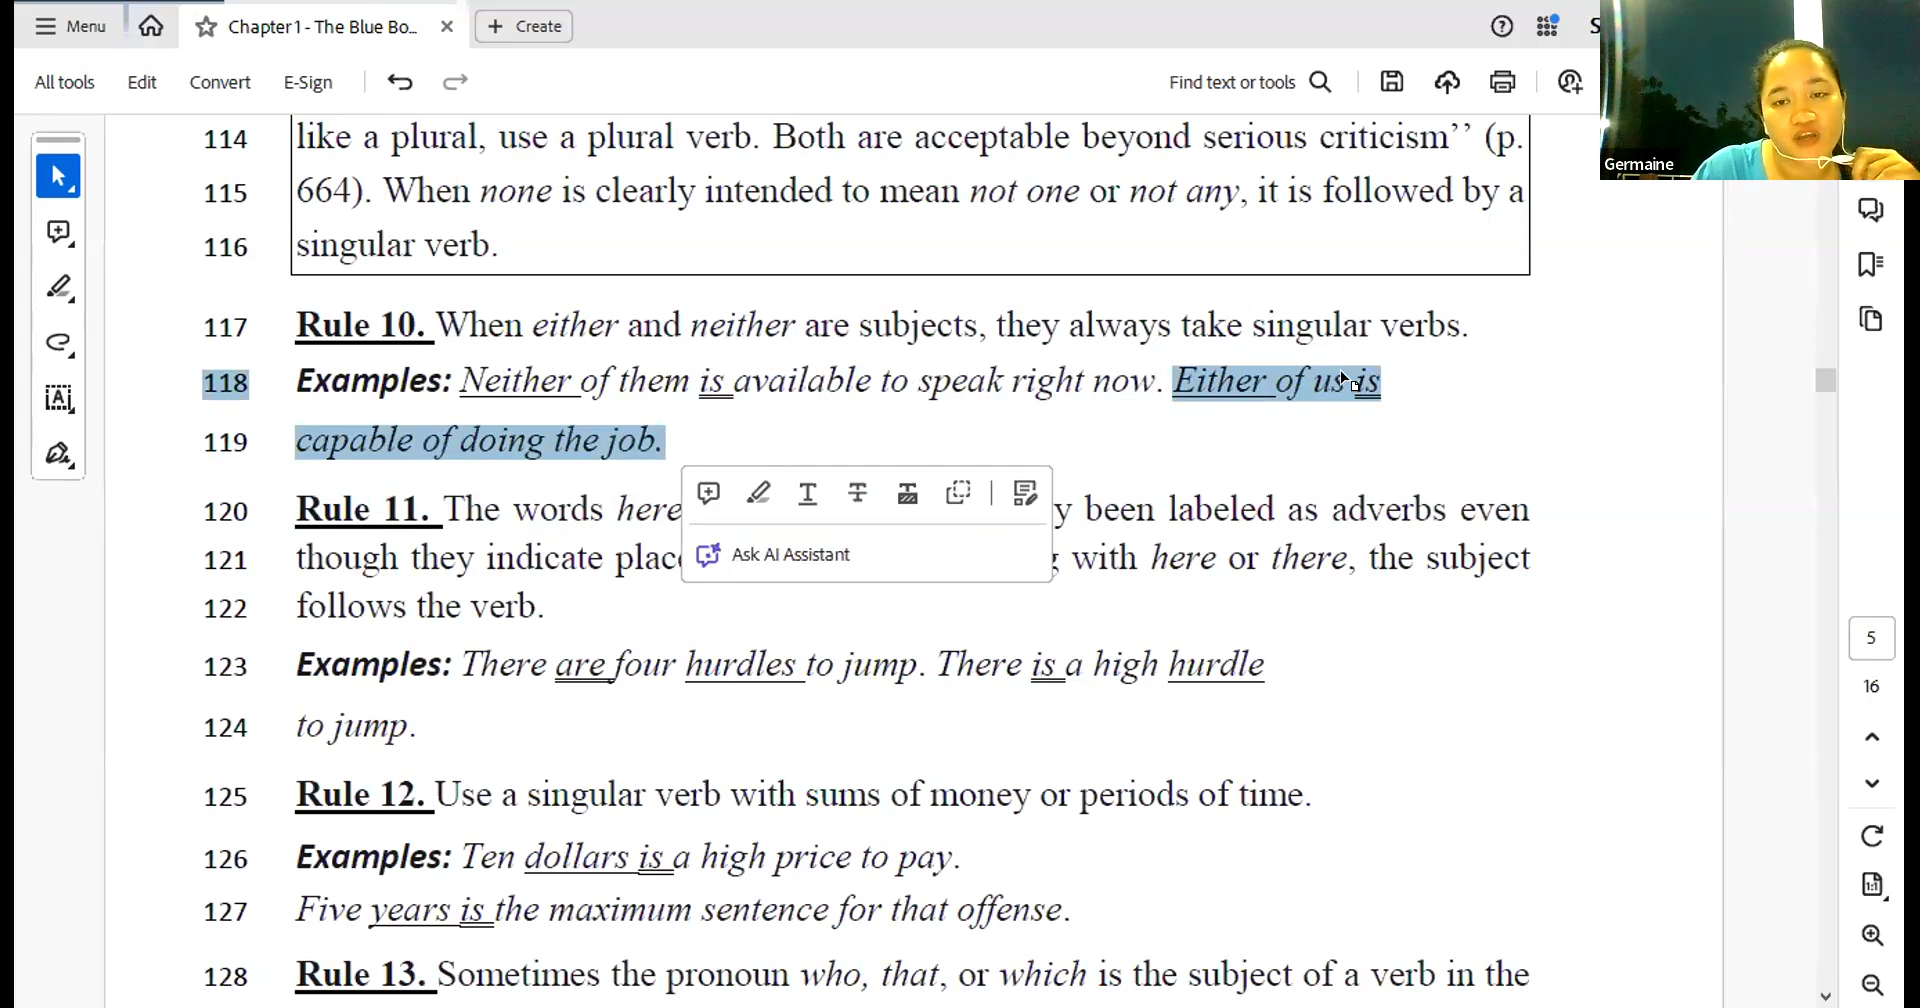 Menu
Chapter 1 - The Blue Bo...
Create
S
All tools
Edit
Convert
E-Sign
Find text or tools
Germaine
114 like a plural, use a plural verb. Both are acceptable beyond serious criticism’’ (p.
115 664). When none is clearly intended to mean not one or not any, it is followed by a
116 singular verb.
117 Rule 10. When either and neither are subjects, they always take singular verbs.
118 Examples: Neither of them is available to speak right now. Either of us is
119 capable of doing the job.
120 Rule 11. The words here y been labeled as adverbs even
121 though they indicate place with here or there, the subject
122 follows the verb.
Ask AI Assistant
123 Examples: There are four hurdles to jump. There is a high hurdle
124 to jump.
125 Rule 12. Use a singular verb with sums of money or periods of time.
126 Examples: Ten dollars is a high price to pay.
127 Five years is the maximum sentence for that offense.
128 Rule 13. Sometimes the pronoun who, that, or which is the subject of a verb in the
5
16